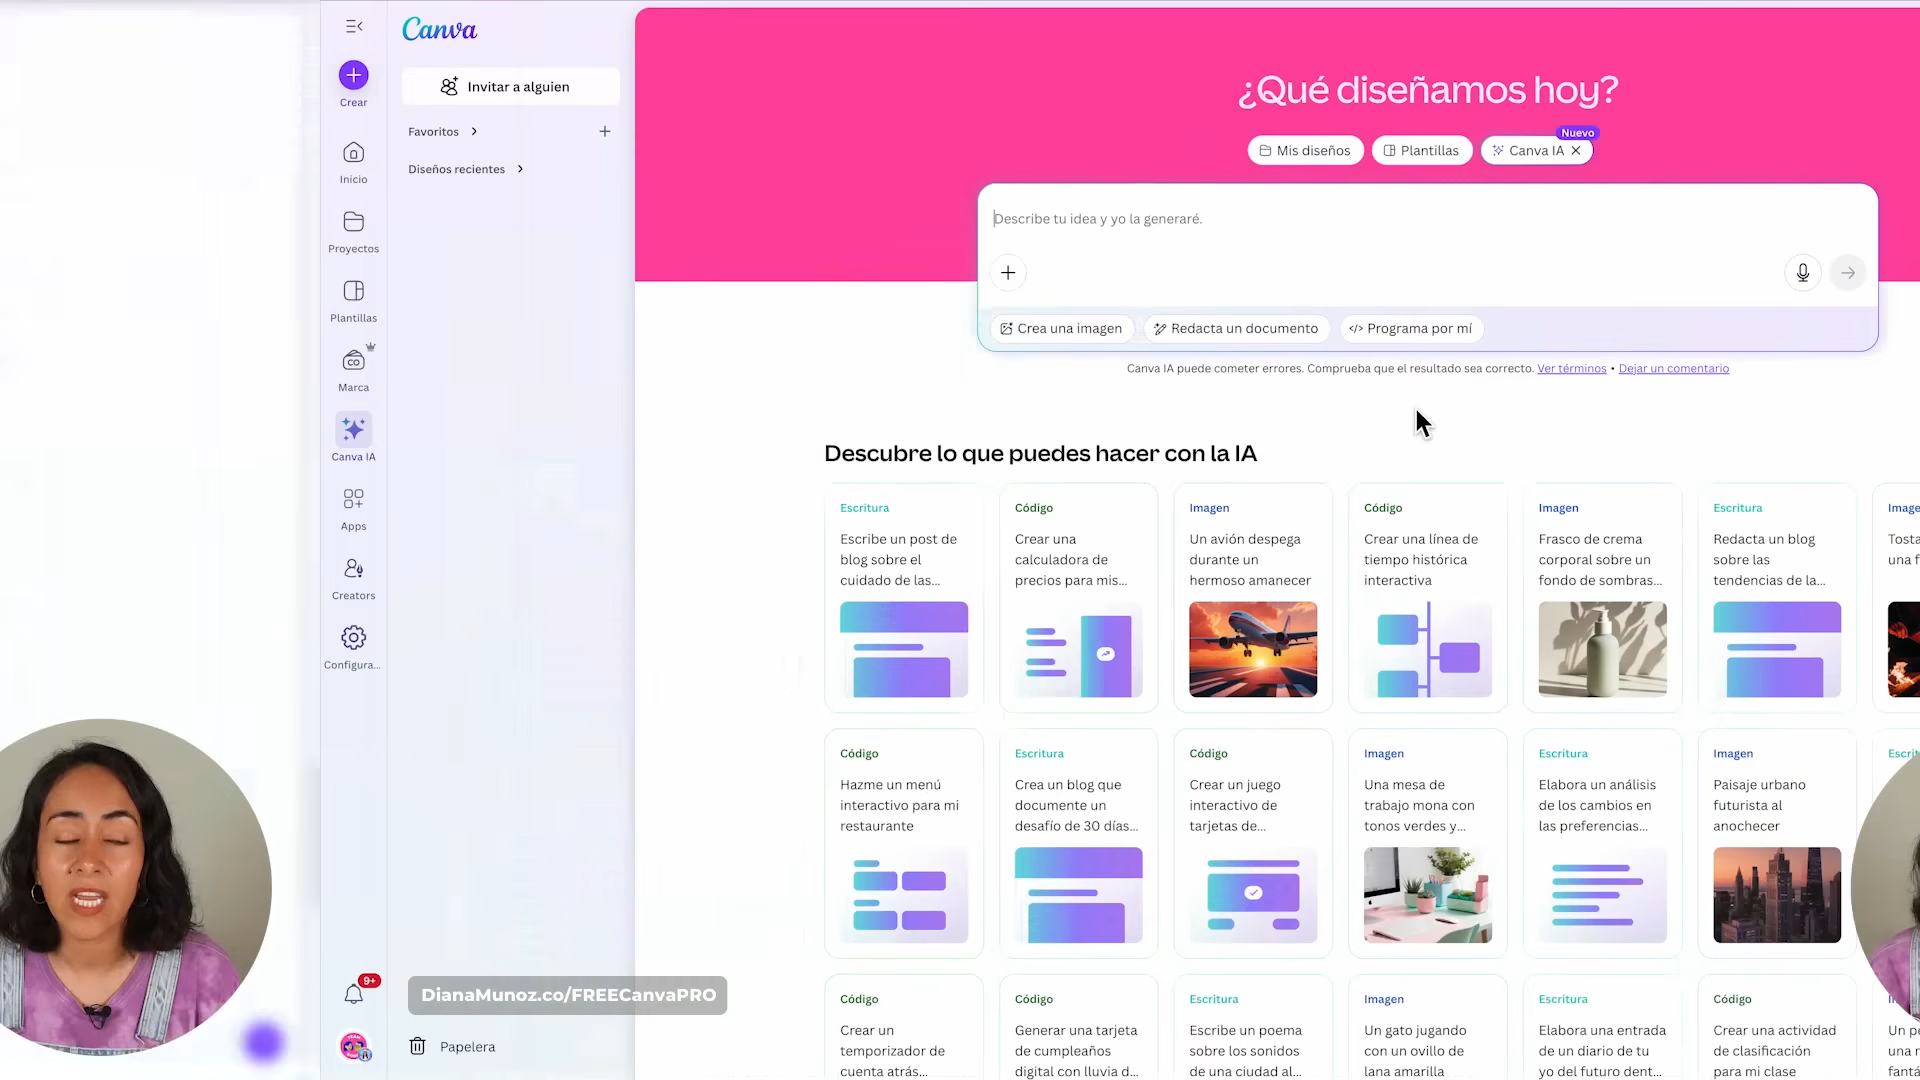 Canva
Crear
Inicio
Proyectos
Plantillas
CO
Marca
Canva IA
Apps
Creators
Configura...
9+
Invitar a alguien
Favoritos
Diseños recientes
DianaMunoz.co/FREECanvaPRO
Papelera
¿Qué diseñamos hoy?
Nuevo
Mis diseños
Plantillas
Canva IA
Describe tu idea y yo la generaré.
Crea una imagen
Redacta un documento
</> Programa por mí
Canva IA puede cometer errores. Comprueba que el resultado sea correcto. Ver términos • Dejar un comentario
Descubre lo que puedes hacer con la IA
Escritura
Escribe un post de
blog sobre el
cuidado de las...
Código
Crear una
calculadora de
precios para mis...
Imagen
Un avión despega
durante un
hermoso amanecer
Código
Crear una línea de
tiempo histórica
interactiva
Imagen
Frasco de crema
corporal sobre un
fondo de sombras...
Escritura
Redacta un blog
sobre las
tendencias de la...
Image
Tosta
una f
Código
Hazme un menú
interactivo para mi
restaurante
Escritura
Crea un blog que
documente un
desafío de 30 días...
Código
Crear un juego
interactivo de
tarjetas de...
Imagen
Una mesa de
trabajo mona con
tonos verdes y...
Escritura
Elabora un análisis
de los cambios en
las preferencias...
Imagen
Paisaje urbano
futurista al
anochecer
Escrit
Código
Crear un
temporizador de
cuenta atrás...
Código
Generar una tarjeta
de cumpleaños
digital con lluvia d...
Escritura
Escribe un poema
sobre los sonidos
de una ciudad al...
Imagen
Un gato jugando
con un ovillo de
lana amarilla
Escritura
Elabora una entrada
de un diario de tu
yo del futuro dent...
Código
Crear una actividad
de clasificación
para mi clase
Un pe
una r
fantá